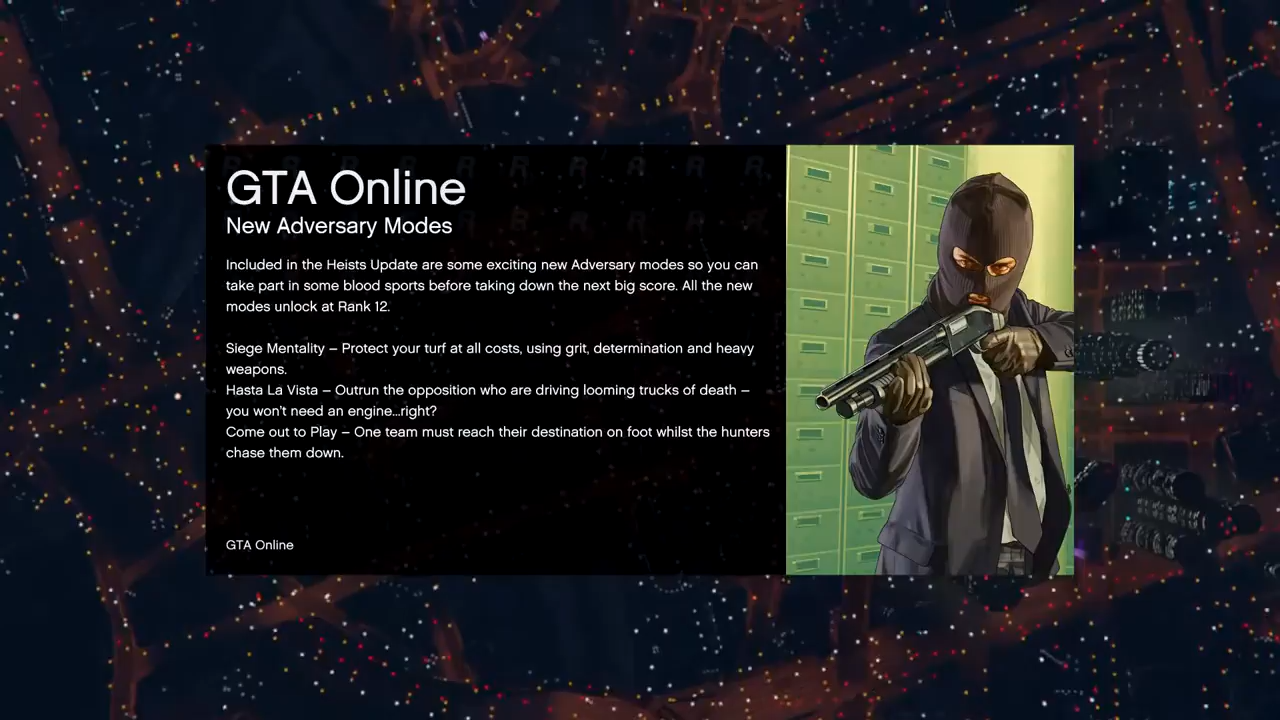 GTA Online
New Adversary Modes
Included in the Heists Update are some exciting new Adversary modes so you can
take part in some blood sports before taking down the next big score. All the new
modes unlock at Rank 12.
Siege Mentality – Protect your turf at all costs, using grit, determination and heavy
weapons.
Hasta La Vista – Outrun the opposition who are driving looming trucks of death –
you won't need an engine...right?
Come out to Play – One team must reach their destination on foot whilst the hunters
chase them down.
GTA Online